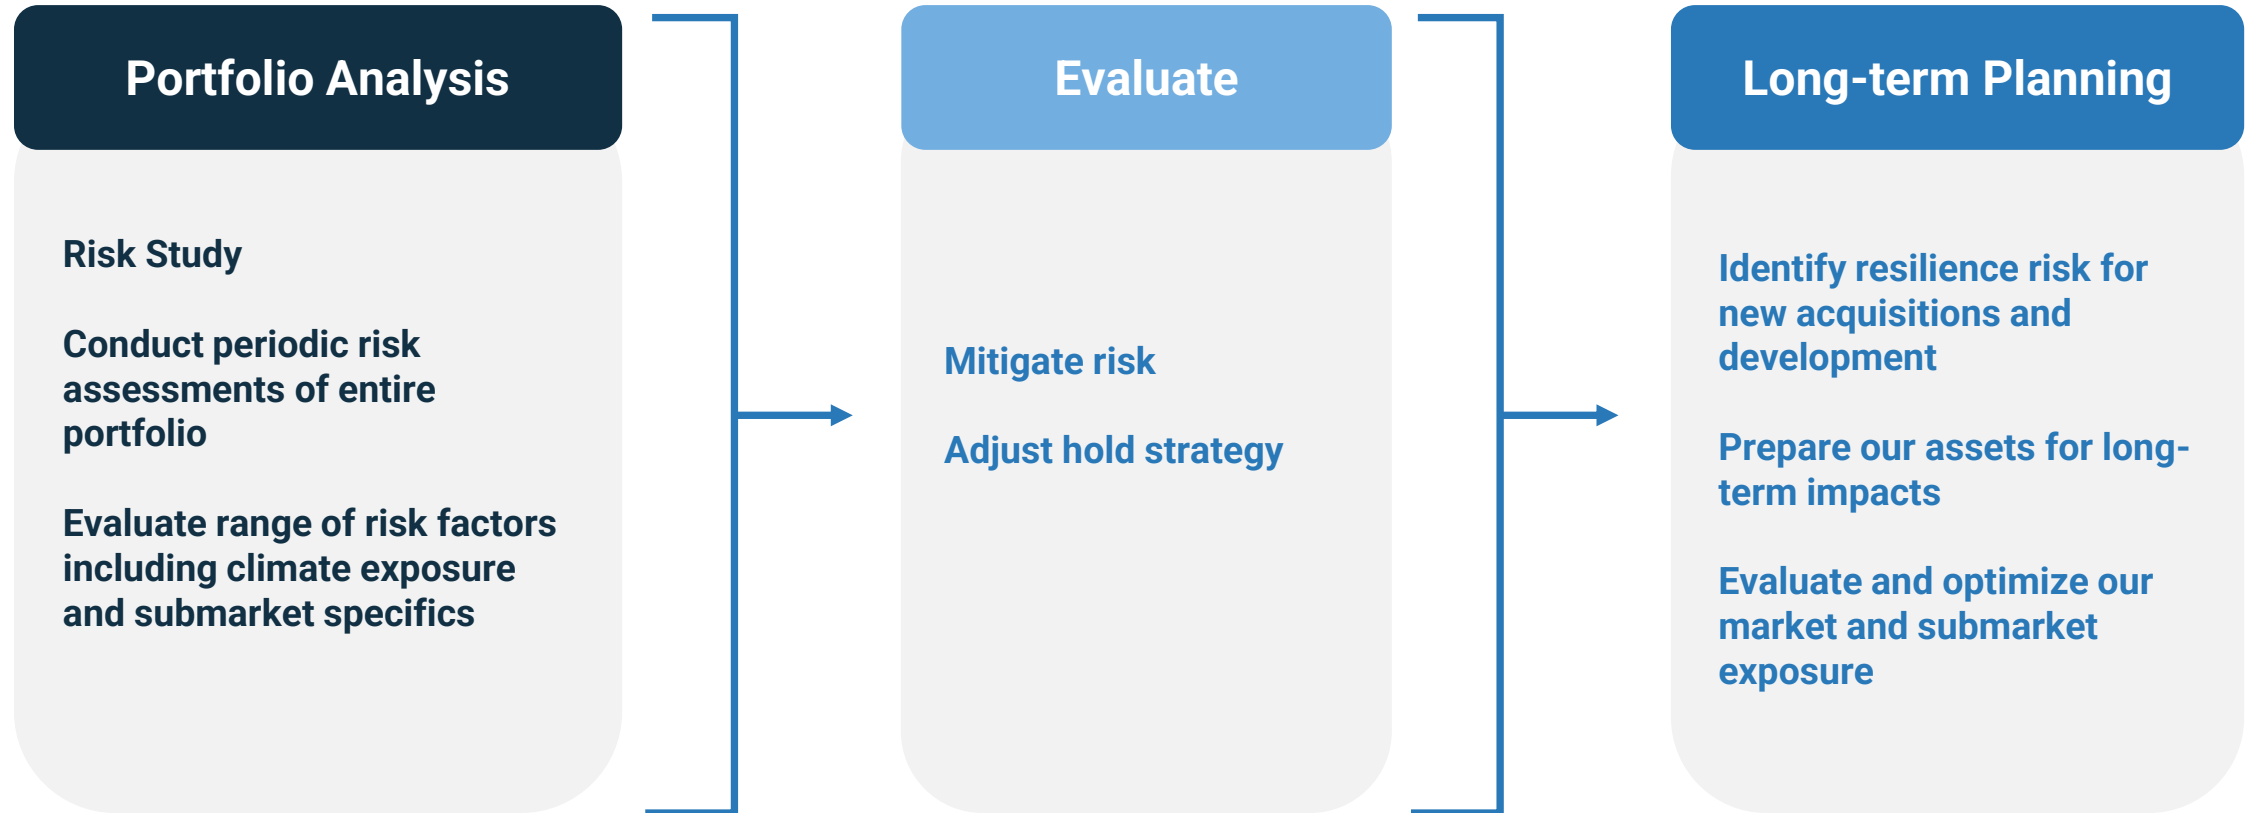 Portfolio Analysis
Risk Study
Conduct periodic risk
assessments of entire
portfolio
Evaluate range of risk factors
including climate exposure
and submarket specifics
Evaluate
Mitigate risk
Adjust hold strategy
Long-term Planning
Identify resilience risk for
new acquisitions and
development
Prepare our assets for long-
term impacts
Evaluate and optimize our
market and submarket
exposure